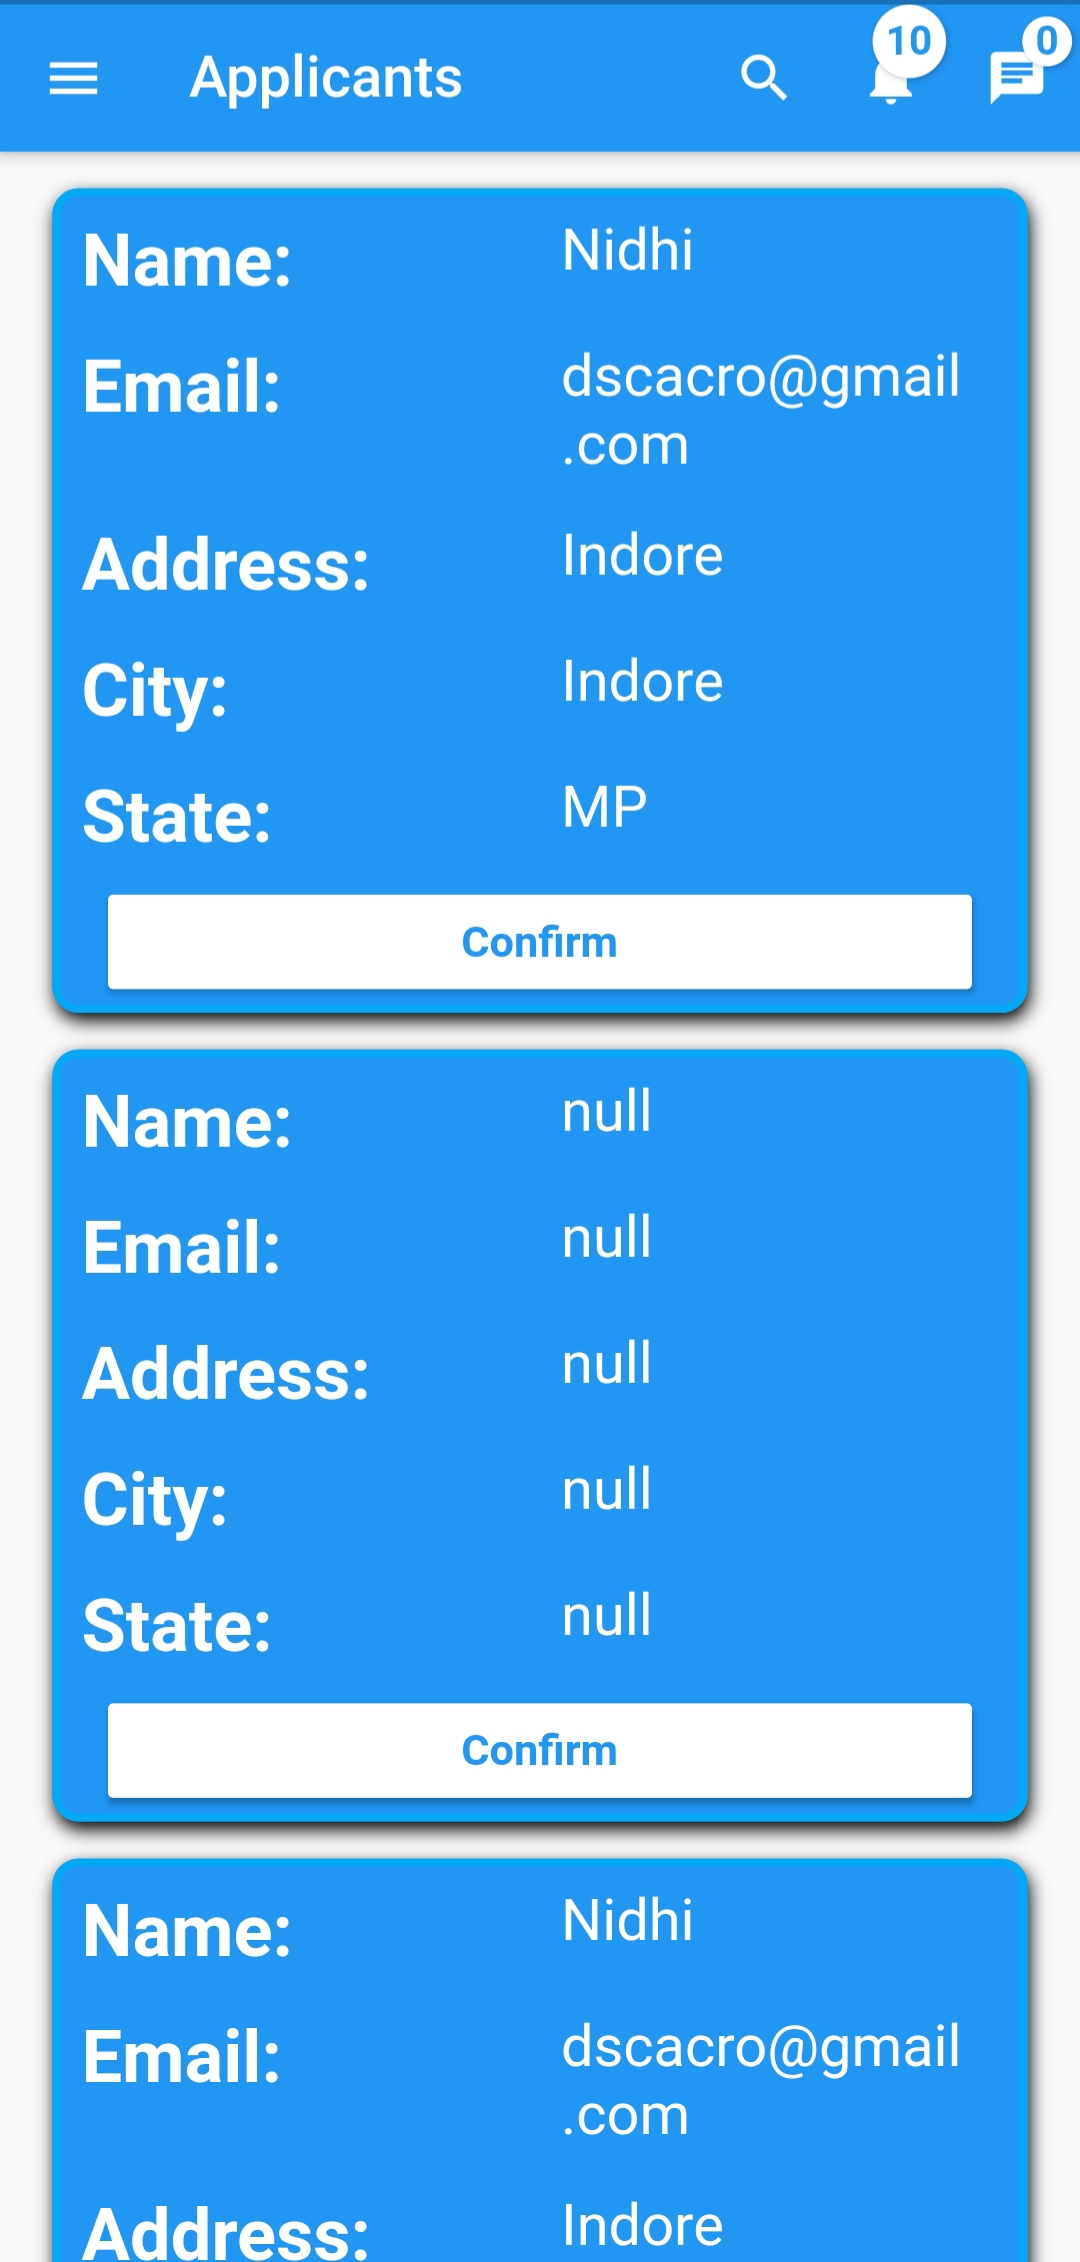 Applicants 10 0
Name: Nidhi
Email: dscacro@gmail
.com
Address: Indore
City: Indore
State: MP
Confirm
Name: null
Email: null
Address: null
City: null
State: null
Confirm
Name: Nidhi
Email: dscacro@gmail
.com
Address: Indore